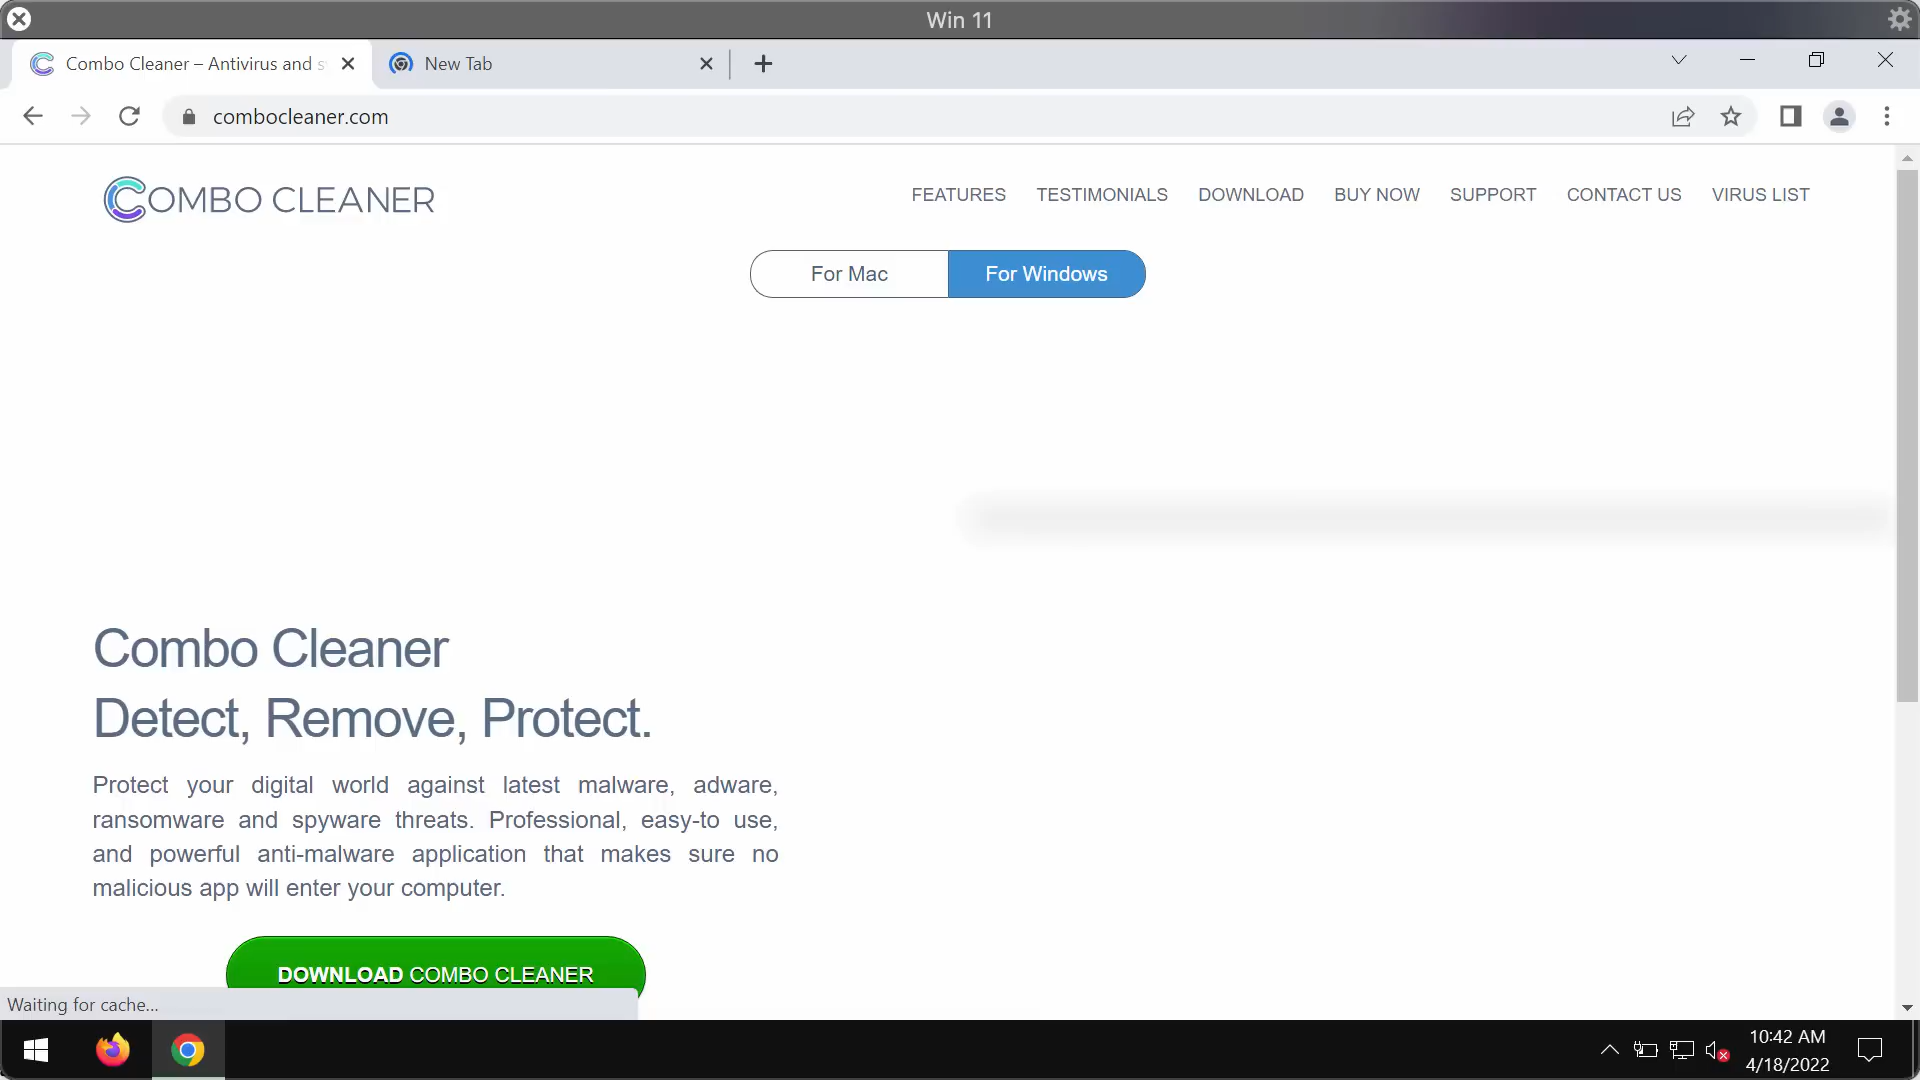 Win 11
Combo Cleaner – Antivirus and s
New Tab
combocleaner.com
COMBO CLEANER
FEATURES TESTIMONIALS DOWNLOAD BUY NOW SUPPORT CONTACT US VIRUS LIST
For Mac For Windows
Combo Cleaner
Detect, Remove, Protect.
Protect your digital world against latest malware, adware,
ransomware and spyware threats. Professional, easy-to use,
and powerful anti-malware application that makes sure no
malicious app will enter your computer.
DOWNLOAD COMBO CLEANER
Waiting for cache...
10:42 AM
4/18/2022